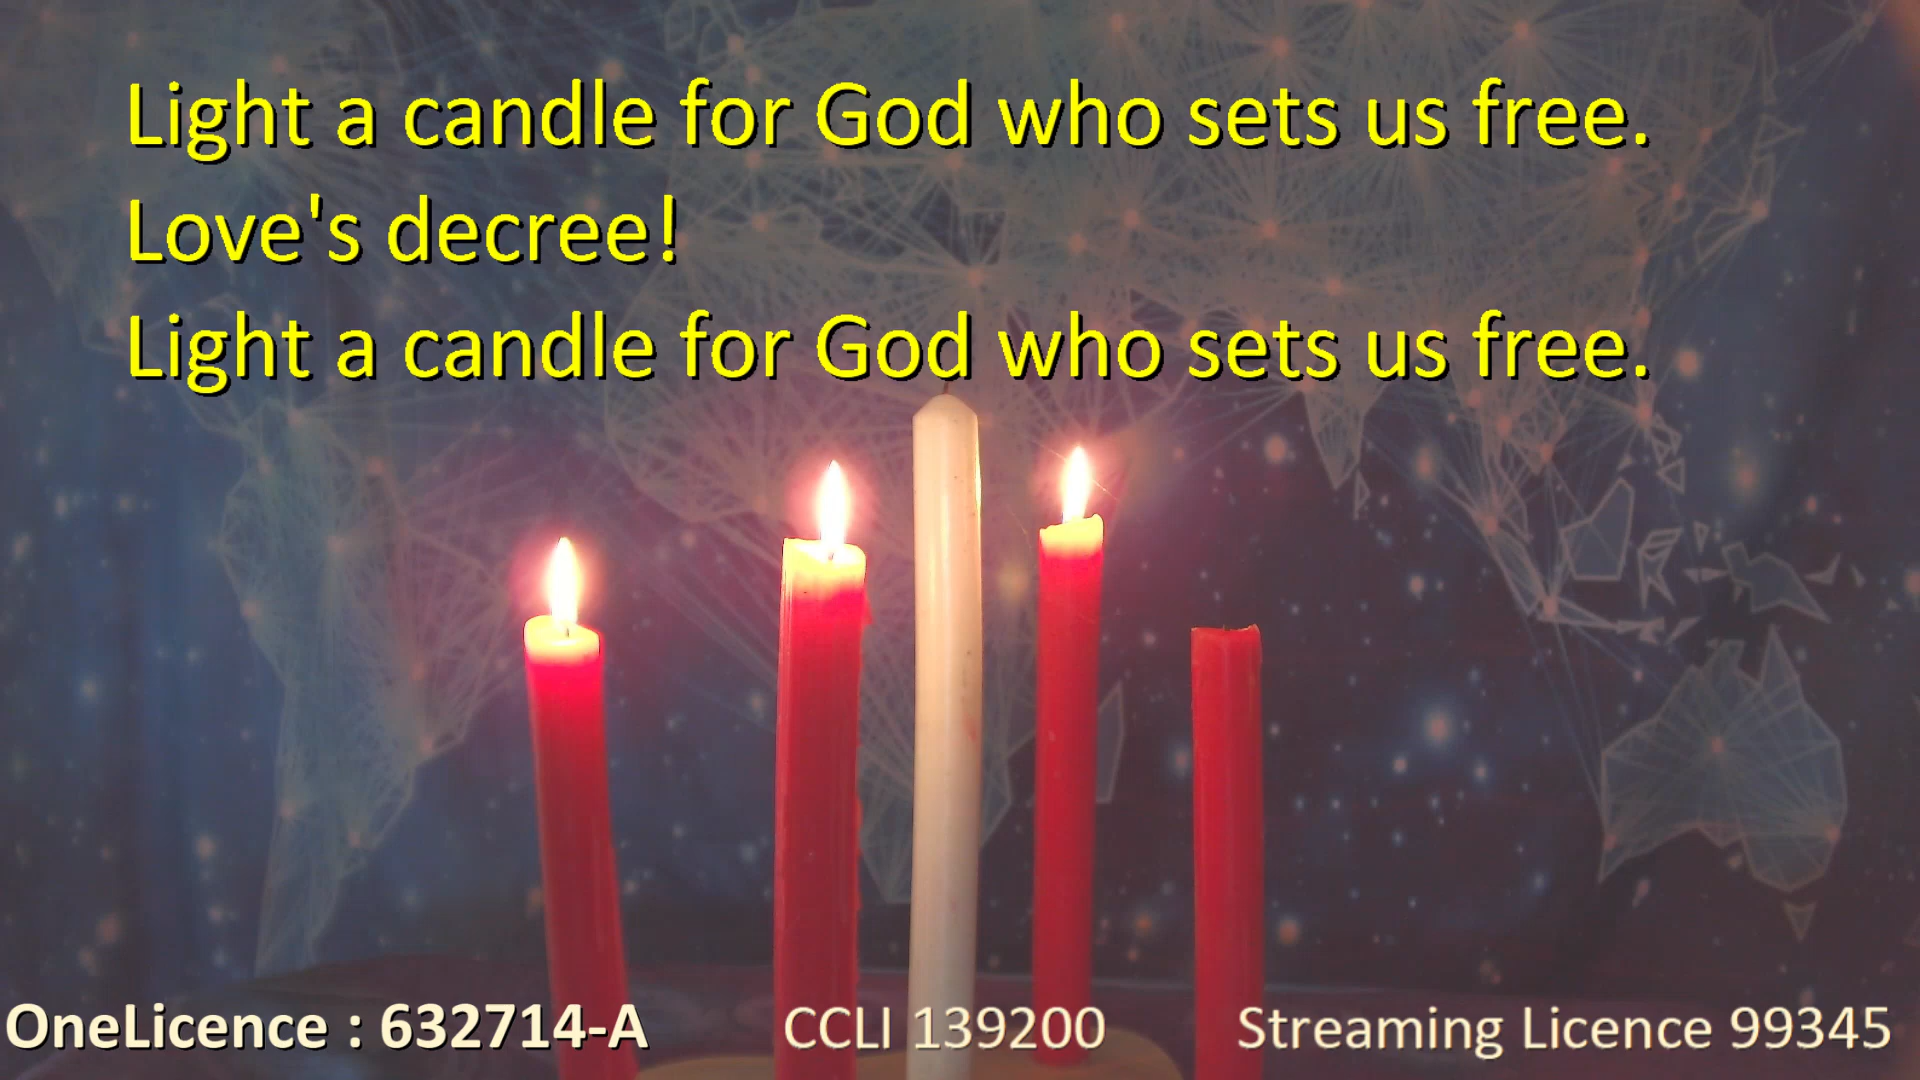 Light a candle for God who sets us free.
Love's decree!
Light a candle for God who sets us free.
OneLicence : 632714-A CCLI 139200 Streaming Licence 99345